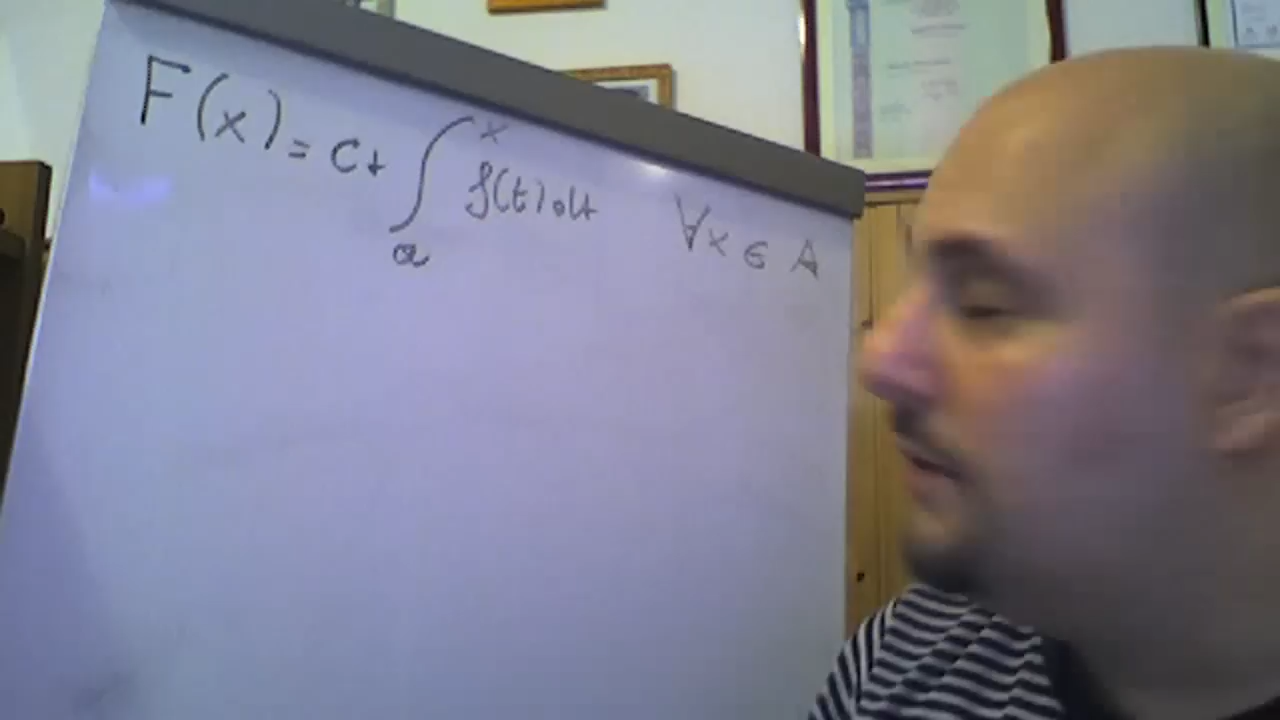 F(x) = c + ∫ₐˣ f(t) dt ∀x ∈ A